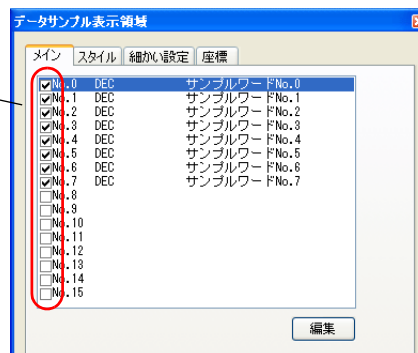 データサンプル表示領域
メイン スタイル 細かい設定 座標
No.0 DEC サンプルワードNo.0
No.1 DEC サンプルワードNo.1
No.2 DEC サンプルワードNo.2
No.3 DEC サンプルワードNo.3
No.4 DEC サンプルワードNo.4
No.5 DEC サンプルワードNo.5
No.6 DEC サンプルワードNo.6
No.7 DEC サンプルワードNo.7
No.8
No.9
No.10
No.11
No.12
No.13
No.14
No.15
編集